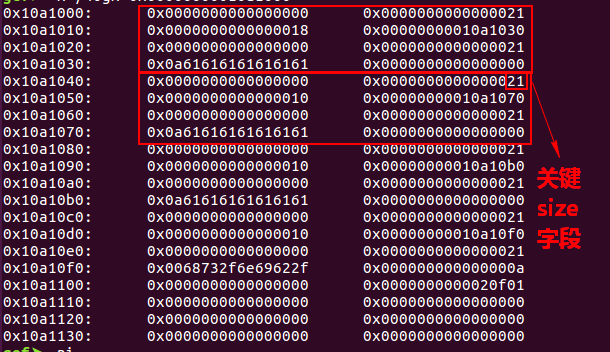 0x10a1000: 0x0000000000000000 0x0000000000000021
0x10a1010: 0x0000000000000018 0x00000000010a1030
0x10a1020: 0x0000000000000000 0x0000000000000021
0x10a1030: 0x0a61616161616161 0x0000000000000000
0x10a1040: 0x0000000000000000 0x0000000000000021
0x10a1050: 0x0000000000000010 0x00000000010a1070
0x10a1060: 0x0000000000000000 0x0000000000000021
0x10a1070: 0x0a61616161616161 0x0000000000000000
0x10a1080: 0x0000000000000000 0x0000000000000021
0x10a1090: 0x0000000000000010 0x00000000010a10b0
0x10a10a0: 0x0000000000000000 0x0000000000000021
0x10a10b0: 0x0a61616161616161 0x0000000000000000
0x10a10c0: 0x0000000000000000 0x0000000000000021
0x10a10d0: 0x0000000000000010 0x00000000010a10f0
0x10a10e0: 0x0000000000000000 0x0000000000000021
0x10a10f0: 0x0068732f6e69622f 0x000000000000000a
0x10a1100: 0x0000000000000000 0x0000000000020f01
0x10a1110: 0x0000000000000000 0x0000000000000000
0x10a1120: 0x0000000000000000 0x0000000000000000
0x10a1130: 0x0000000000000000 0x0000000000000000
关键
size
字段